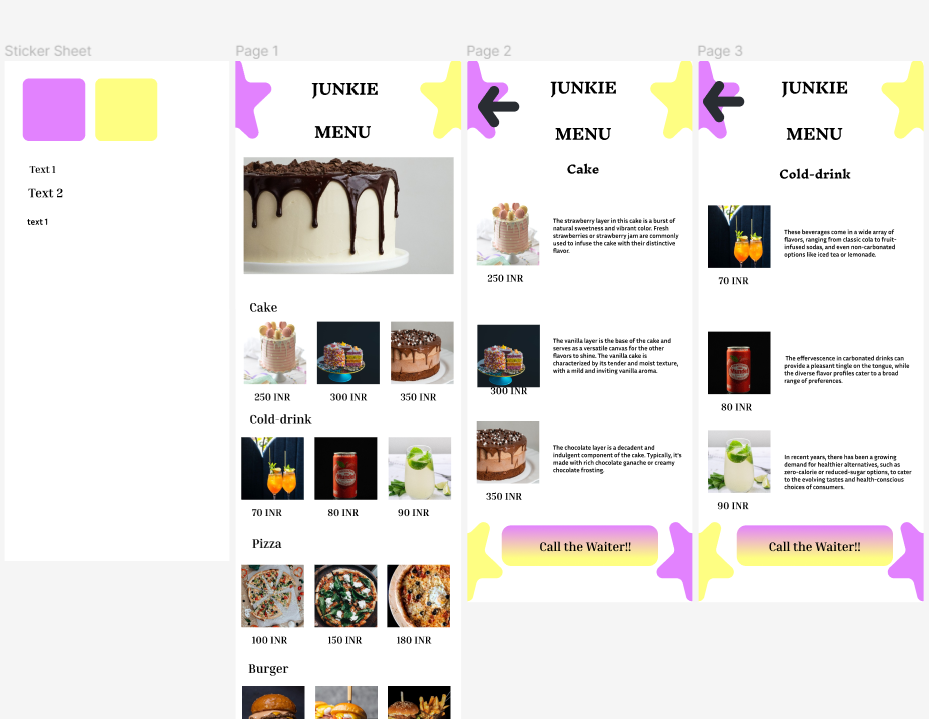 Sticker Sheet
Text 1
Text 2
text 1
Page 1
JUNKIE
MENU
Cake
250 INR
300 INR
350 INR
Cold-drink
70 INR
80 INR
90 INR
Pizza
100 INR
150 INR
180 INR
Burger
Page 2
JUNKIE
MENU
Cake
The strawberry layer in this cake is a burst of
natural sweetness and vibrant color. Fresh
strawberries or strawberry jam are commonly
used to infuse the cake with their distinctive
flavor.
250 INR
The vanilla layer is the base of the cake and
serves as a versatile canvas for the other
flavors to shine. The vanilla cake is
characterized by its tender and moist texture,
with a mild and inviting vanilla aroma.
300 INR
The chocolate layer is a decadent and
indulgent component of the cake. Typically, it's
made with rich chocolate ganache or creamy
chocolate frosting.
350 INR
Call the Waiter!!
Page 3
JUNKIE
MENU
Cold-drink
These beverages come in a wide array of
flavors, ranging from classic cola to fruit-
infused sodas, and even non-carbonated
options like iced tea or lemonade.
70 INR
The effervescence in carbonated drinks can
provide a pleasant tingle on the tongue, while
the diverse flavor profiles cater to a broad
range of preferences.
80 INR
In recent years, there has been a growing
demand for healthier alternatives, such as
zero-calorie or reduced-sugar options, to cater
to the evolving tastes and health-conscious
choices of consumers.
90 INR
Call the Waiter!!